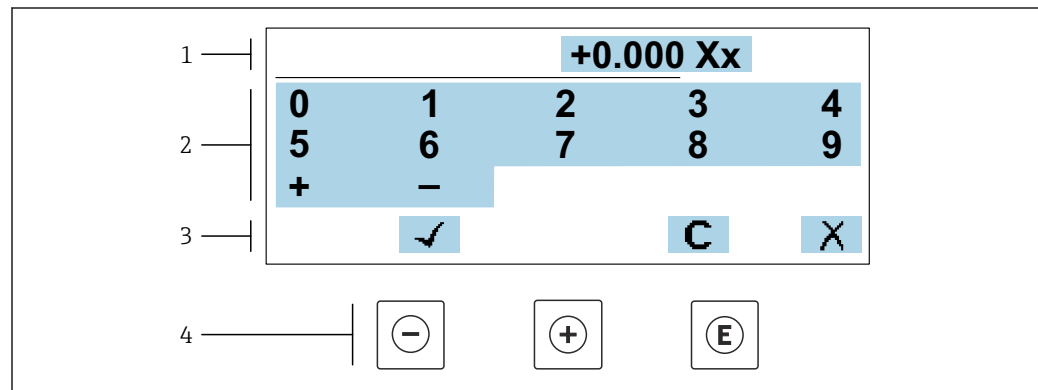 1 +0.000 Xx
0 1 2 3 4
2 5 6 7 8 9
+ −
3 ✓ C X
4 − + E